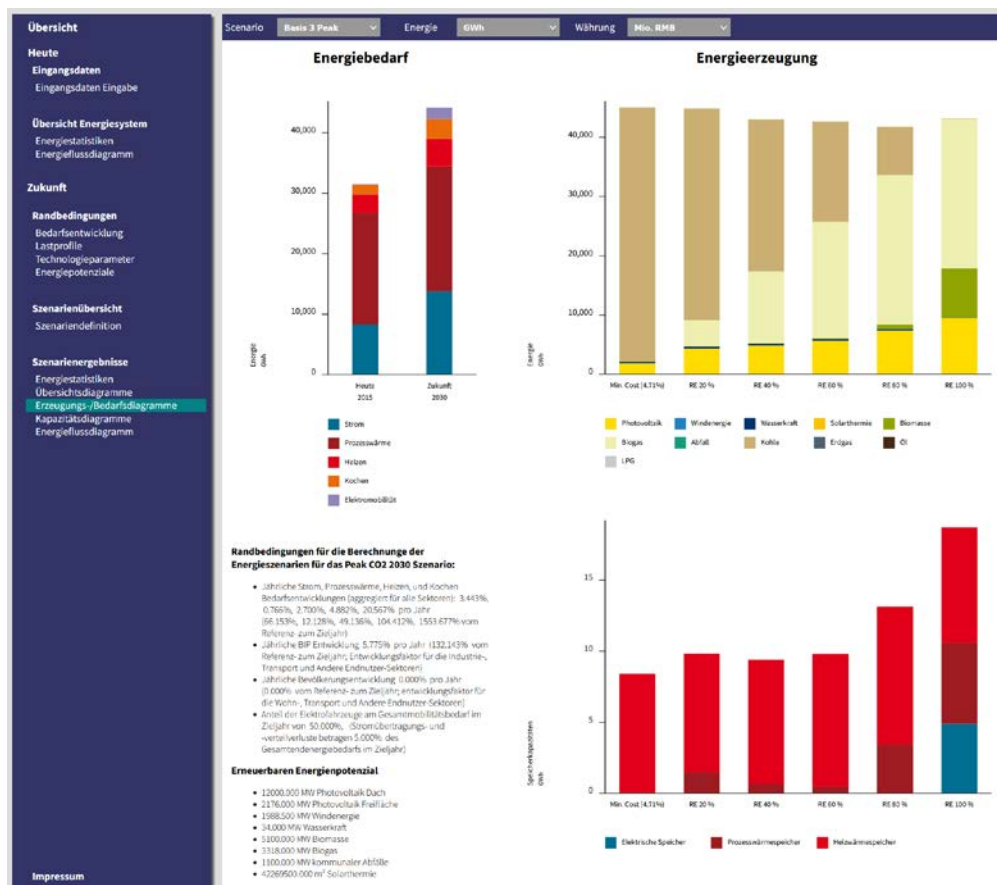 Übersicht
Heute
Eingangsdaten
Eingangsdaten Eingabe
Übersicht Energiesystem
Energiestatistiken
Energieflussdiagramm
Zukunft
Randbedingungen
Bedarfsentwicklung
Lastprofile
Technologieparameter
Energiepotenziale
Szenarienübersicht
Szenariendefinition
Szenarienergebnisse
Energiestatistiken
Übersichtsdiagramme
Erzeugungs-/Bedarfsdiagramme
Kapazitätsdiagramme
Energieflussdiagramm
Impressum
Scenario Basis 3 Peak Energie GWh Währung Mio. RMB
Energiebedarf
40,000
30,000
20,000
10,000
0
Energie
GWh
Heute Zukunft
2015 2030
Strom
Prozesswärme
Heizen
Kochen
Elektromobilität
Energieerzeugung
40,000
30,000
20,000
10,000
0
Energie
GWh
Min. Cost (4.71%) RE 20 % RE 40 % RE 60 % RE 80 % RE 100 %
Photovoltaik Windenergie Wasserkraft Solarthermie Biomasse
Biogas Abfall Kohle Erdgas Öl
LPG
Randbedingungen für die Berechnunge der
Energieszenarien für das Peak CO2 2030 Szenario:
• Jährliche Strom, Prozesswärme, Heizen, und Kochen
Bedarfsentwicklungen (aggregiert für alle Sektoren): 3.443%,
0.766%, 2.700%, 4.882%, 20.567% pro Jahr
(66.153%, 12.128%, 49.136%, 104.412%, 1553.677% vom
Referenz- zum Zieljahr)
• Jährliche BIP Entwicklung 5.775% pro Jahr (132.143% vom
Referenz- zum Zieljahr; Entwicklungsfaktor für die Industrie-,
Transport und Andere Endnutzer-Sektoren)
• Jährliche Bevölkerungsentwicklung 0.000% pro Jahr
(0.000% vom Referenz- zum Zieljahr; entwicklungsfaktor für
die Wohn-, Transport und Andere Endnutzer-Sektoren)
• Anteil der Elektrofahrzeuge am Gesamtmobilitätsbedarf im
Zieljahr von 50.000%, (Stromübertragungs- und
-verteilverluste betragen 5.000% des
Gesamtendenergiebedarfs im Zieljahr)
Erneuerbaren Energienpotenzial
• 12000.000 MW Photovoltaik Dach
• 2176.000 MW Photovoltaik Freifläche
• 1988.500 MW Windenergie
• 34.000 MW Wasserkraft
• 5100.000 MW Biomasse
• 3318.000 MW Biogas
• 1100.000 MW kommunaler Abfälle
• 42269500.000 m² Solarthermie
15
10
5
0
Speicherkapazitäten
GWh
Min. Cost (4.71%) RE 20 % RE 40 % RE 60 % RE 80 % RE 100 %
Elektrische Speicher Prozesswärmespeicher Heizwärmespeicher